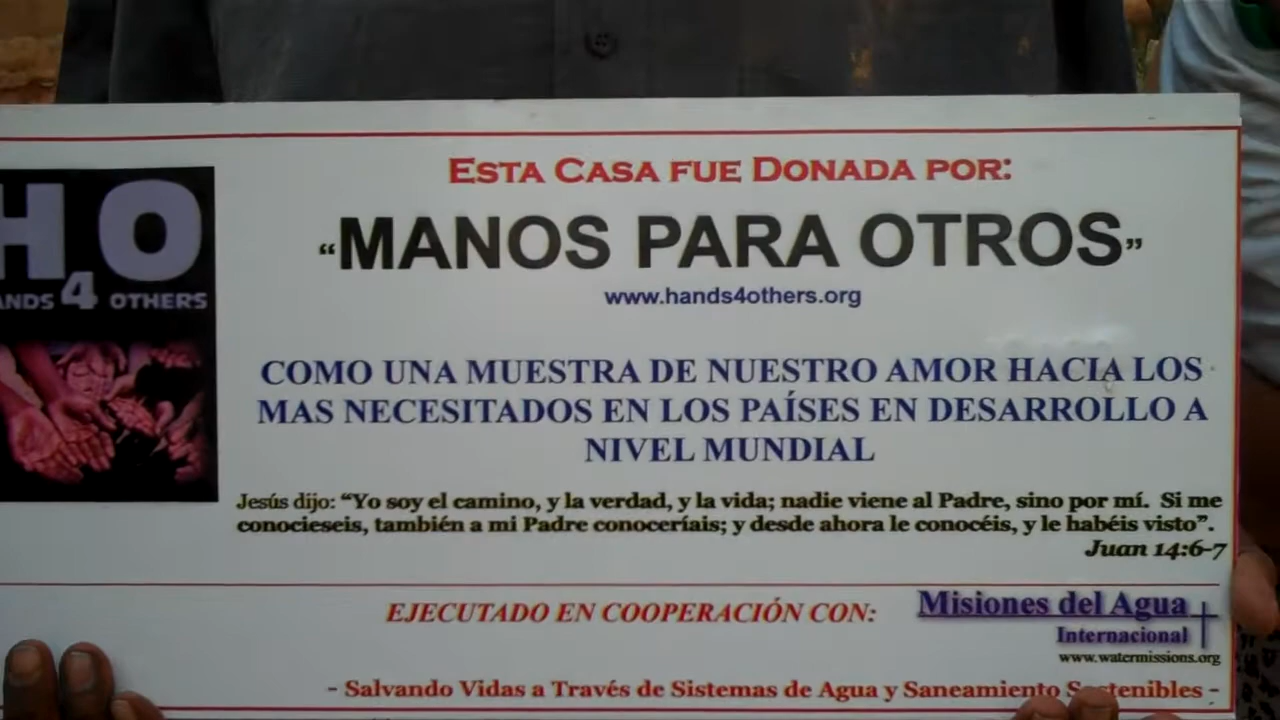 H4O
ANDS 4 OTHERS
ESTA CASA FUE DONADA POR:
“MANOS PARA OTROS”
www.hands4others.org
COMO UNA MUESTRA DE NUESTRO AMOR HACIA LOS
MAS NECESITADOS EN LOS PAÍSES EN DESARROLLO A
NIVEL MUNDIAL
Jesús dijo: “Yo soy el camino, y la verdad, y la vida; nadie viene al Padre, sino por mí. Si me
conocieseis, también a mi Padre conoceríais; y desde ahora le conocéis, y le habéis visto”.
Juan 14:6-7
EJECUTADO EN COOPERACIÓN CON:
Misiones del Agua
Internacional
www.watermissions.org
- Salvando Vidas a Través de Sistemas de Agua y Saneamiento Sostenibles -